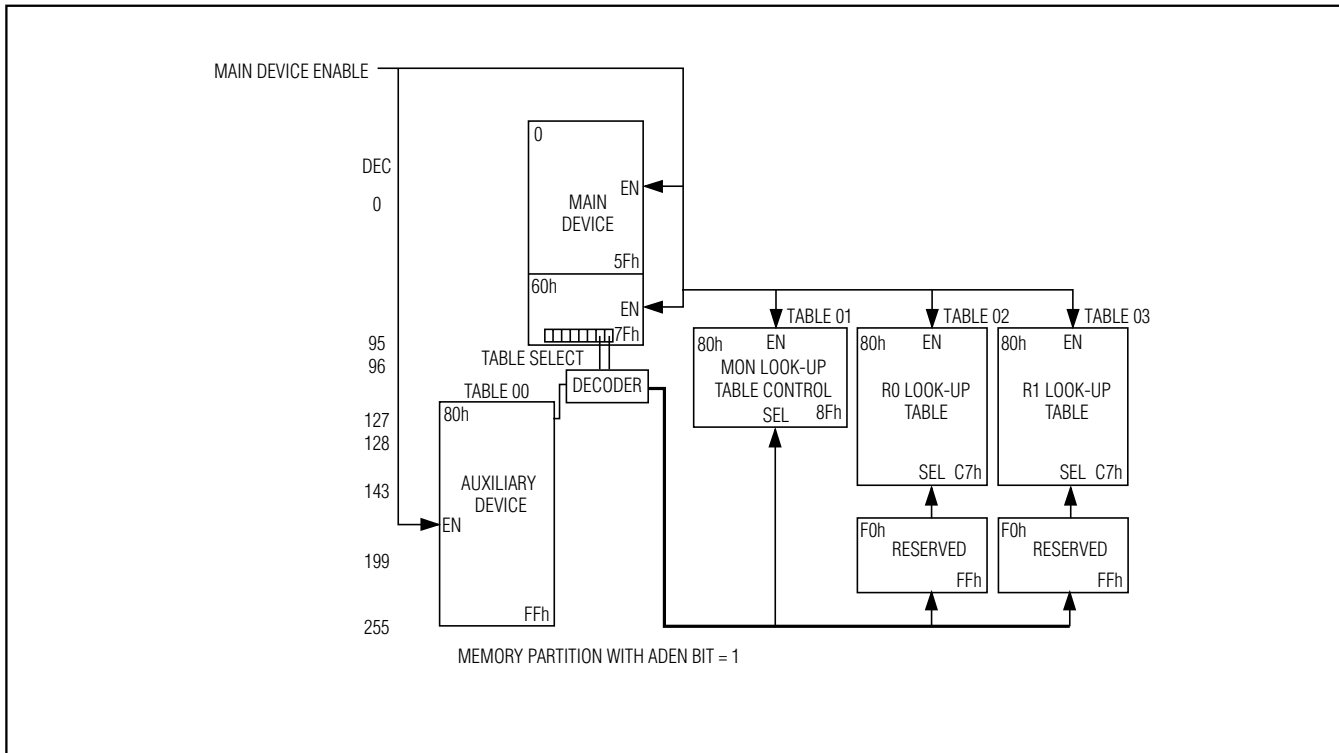 MAIN DEVICE ENABLE
DEC
0
95
96
127
128
143
199
255
0
EN
MAIN
DEVICE
5Fh
60h
EN
7Fh
TABLE SELECT
DECODER
TABLE 00
80h
AUXILIARY
DEVICE
EN
FFh
TABLE 01
80h
EN
MON LOOK-UP
TABLE CONTROL
SEL
8Fh
TABLE 02
80h
EN
R0 LOOK-UP
TABLE
SEL C7h
F0h
RESERVED
FFh
TABLE 03
80h
EN
R1 LOOK-UP
TABLE
SEL C7h
F0h
RESERVED
FFh
MEMORY PARTITION WITH ADEN BIT = 1